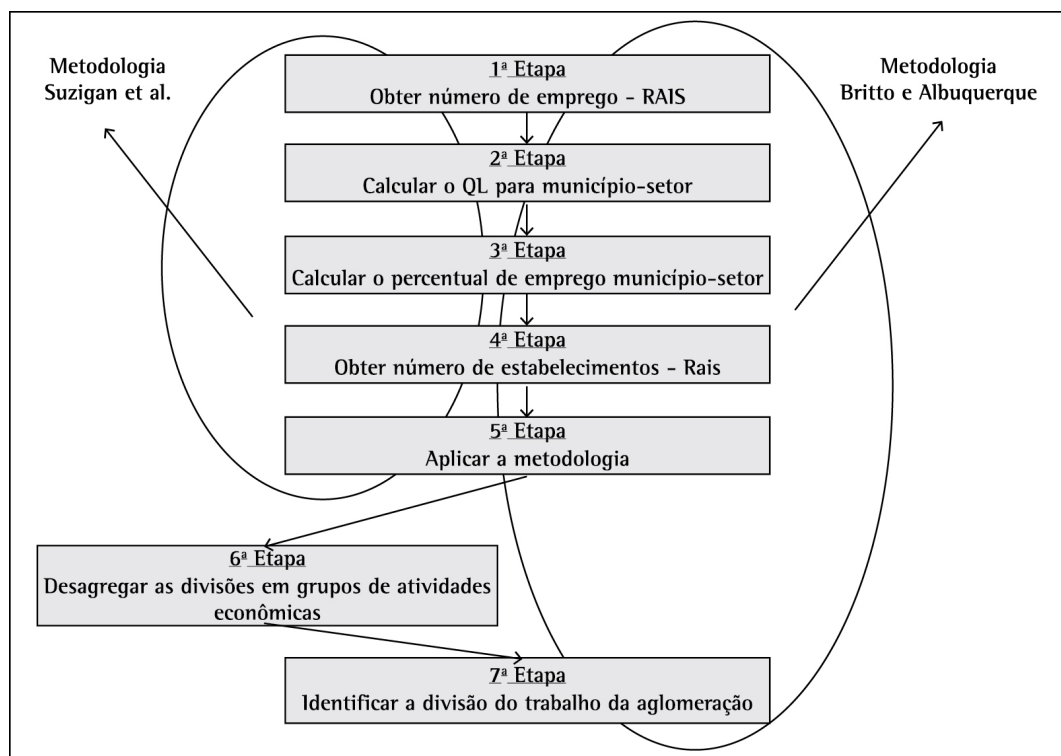 Metodologia
Suzigan et al.
Metodologia
Britto e Albuquerque
1ª Etapa
Obter número de emprego - RAIS
2ª Etapa
Calcular o QL para município-setor
3ª Etapa
Calcular o percentual de emprego município-setor
4ª Etapa
Obter número de estabelecimentos - Rais
5ª Etapa
Aplicar a metodologia
6ª Etapa
Desagregar as divisões em grupos de atividades
econômicas
7ª Etapa
Identificar a divisão do trabalho da aglomeração